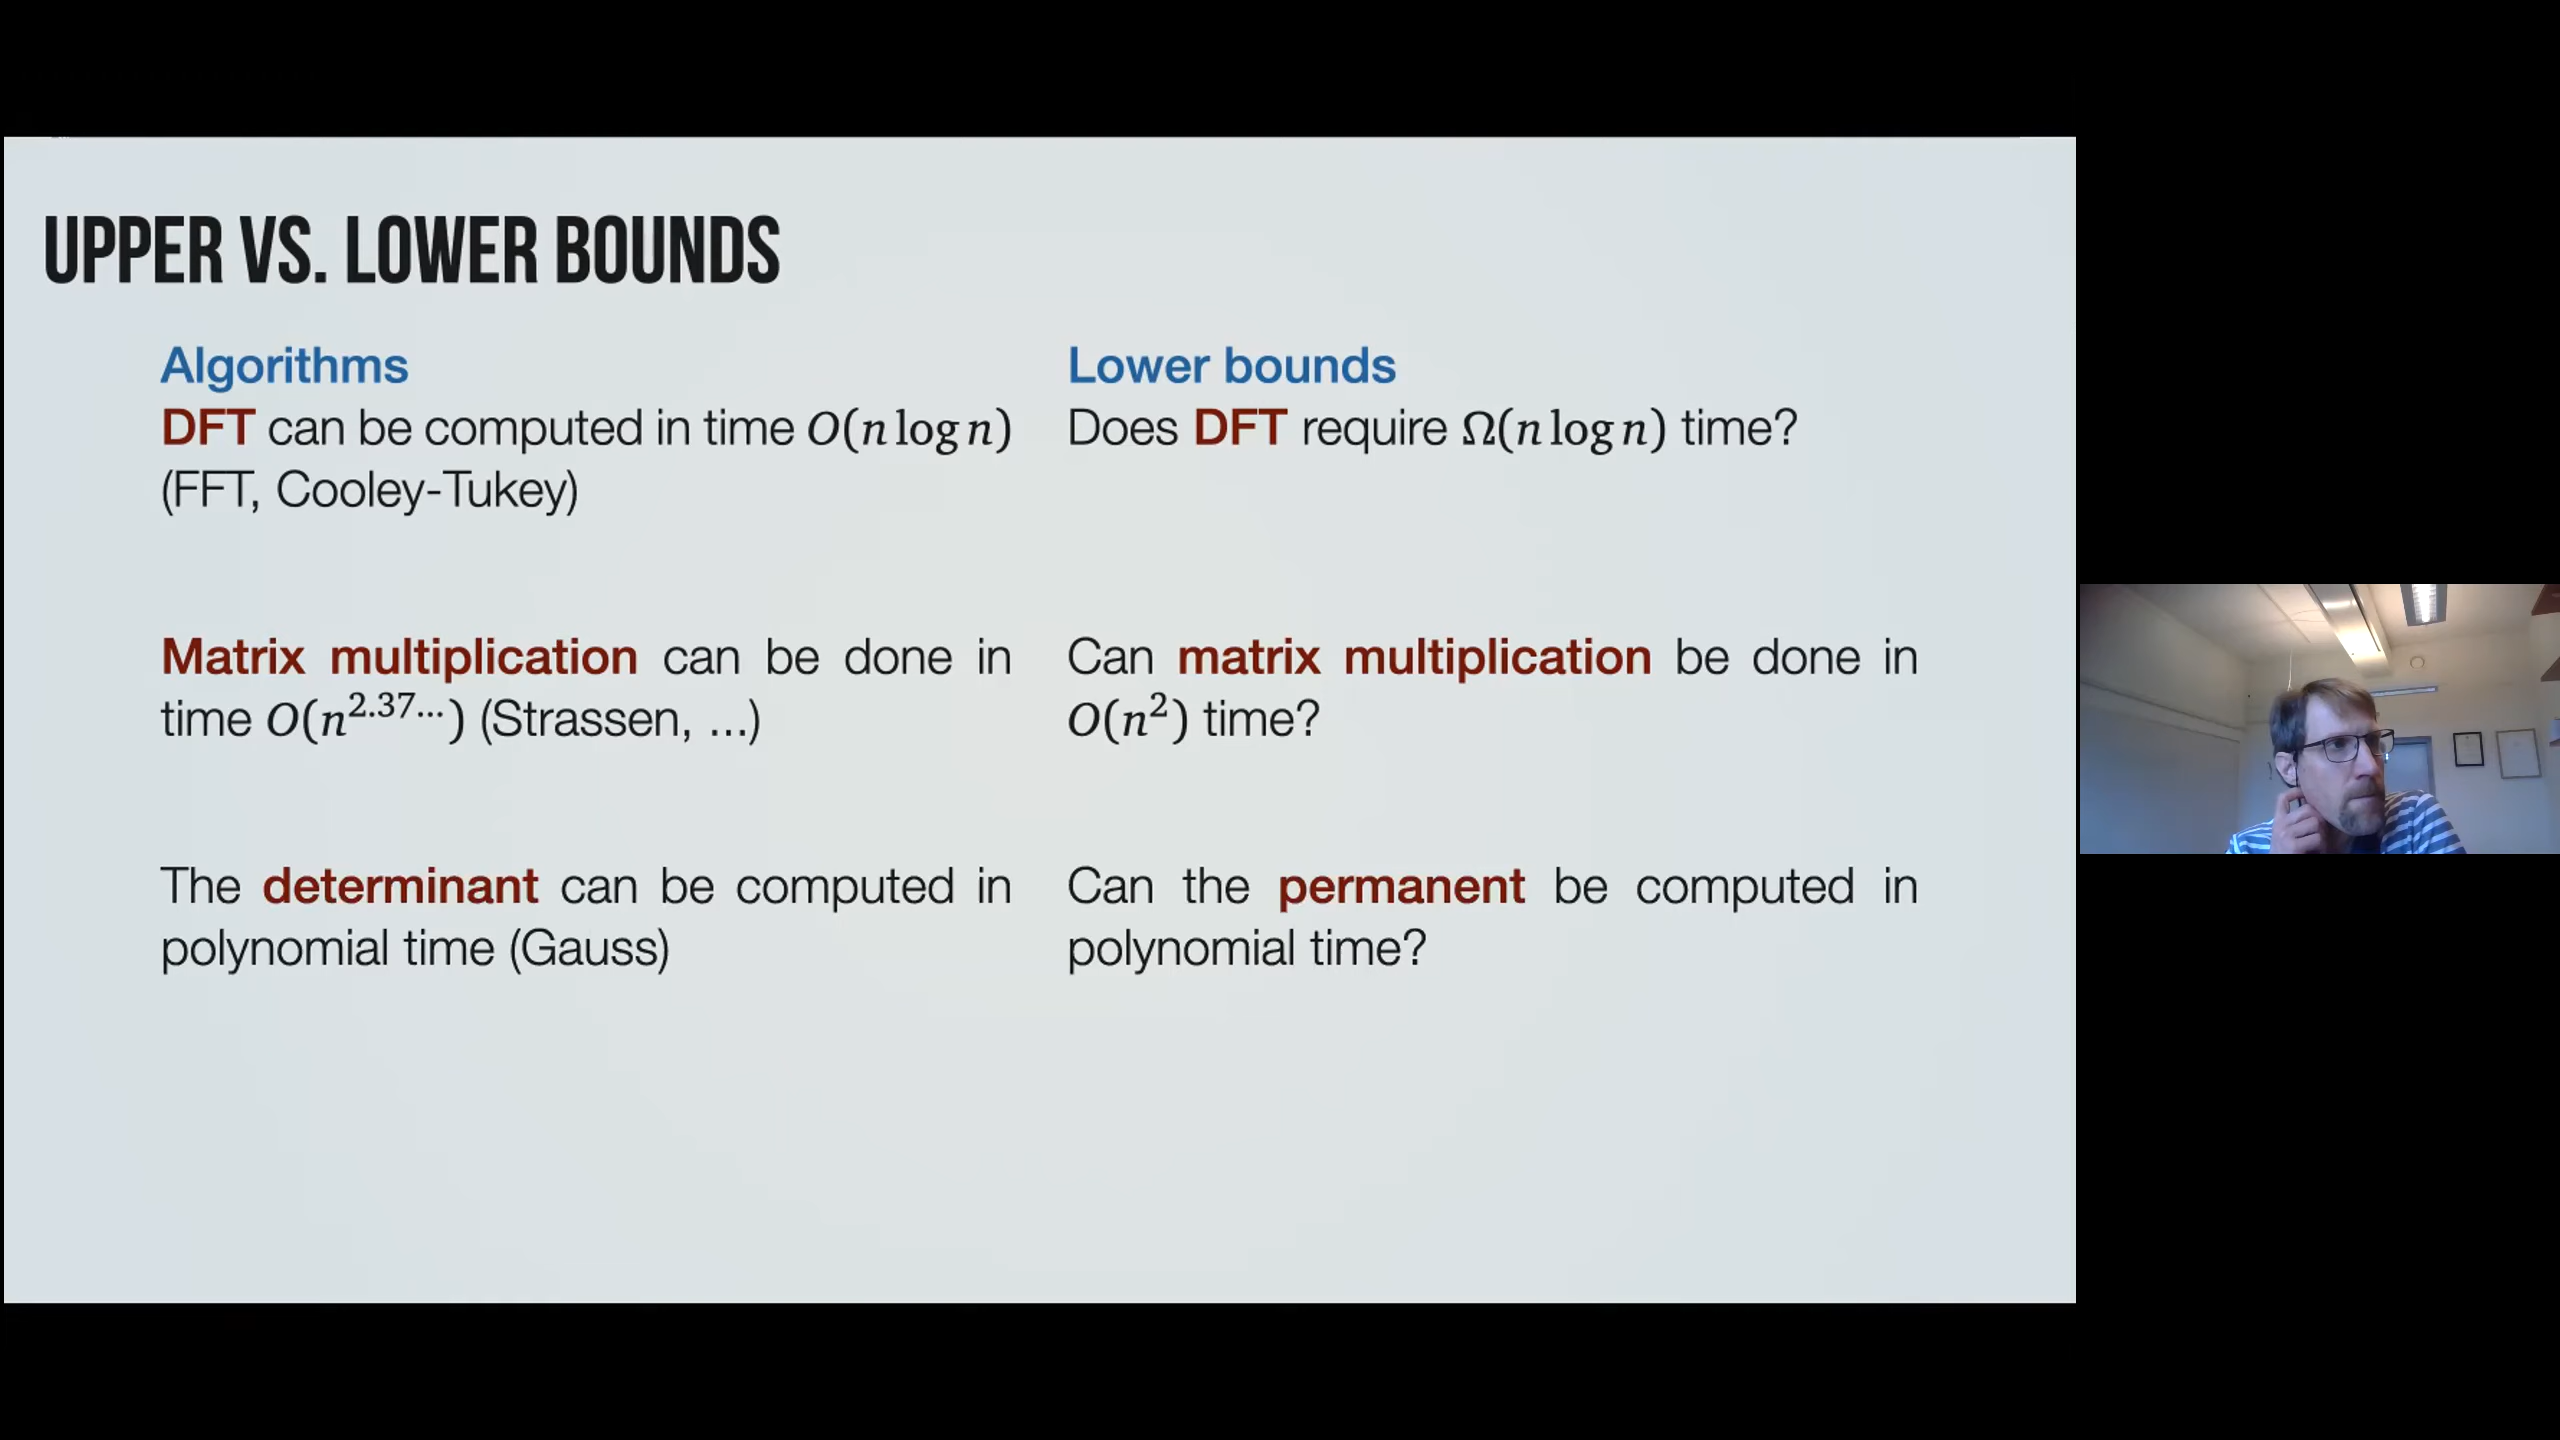 UPPER VS. LOWER BOUNDS
Algorithms
DFT can be computed in time O(n log n)
(FFT, Cooley-Tukey)
Matrix multiplication can be done in
time O(n^2.37...) (Strassen, ...)
The determinant can be computed in
polynomial time (Gauss)
Lower bounds
Does DFT require Ω(n log n) time?
Can matrix multiplication be done in
O(n²) time?
Can the permanent be computed in
polynomial time?